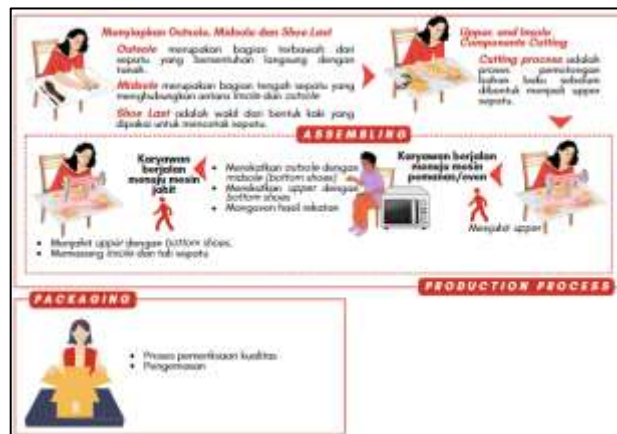 Menyiapkan Outsole, Midsole dan Shoe Last
Outsole merupakan bagian terbawah dari
sepatu yang bersentuhan langsung dengan
tanah.
Midsole merupakan bagian tengah sepatu yang
menghubungkan antara insole dan outsole
Shoe Last adalah wakil dari bentuk kaki yang
dipakai untuk mencetak sepatu.
Upper, and Insole
Components Cutting
Cutting process adalah
proses pemotongan
bahan baku sebelum
dibentuk menjadi upper
sepatu.
ASSEMBLING
Karyawan berjalan
menuju mesin
pemanas/oven
Menjahit upper
• Merekatkan outsole dengan
midsole (bottom shoes)
• Merekatkan upper dengan
bottom shoes
• Mengoven hasil rekatan
Karyawan
berjalan
menuju mesin
jahit
• Menjahit upper dengan bottom shoes.
• Memasang insole dan tali sepatu
PRODUCTION PROCESS
PACKAGING
• Proses pemeriksaan kualitas
• Pengemasan